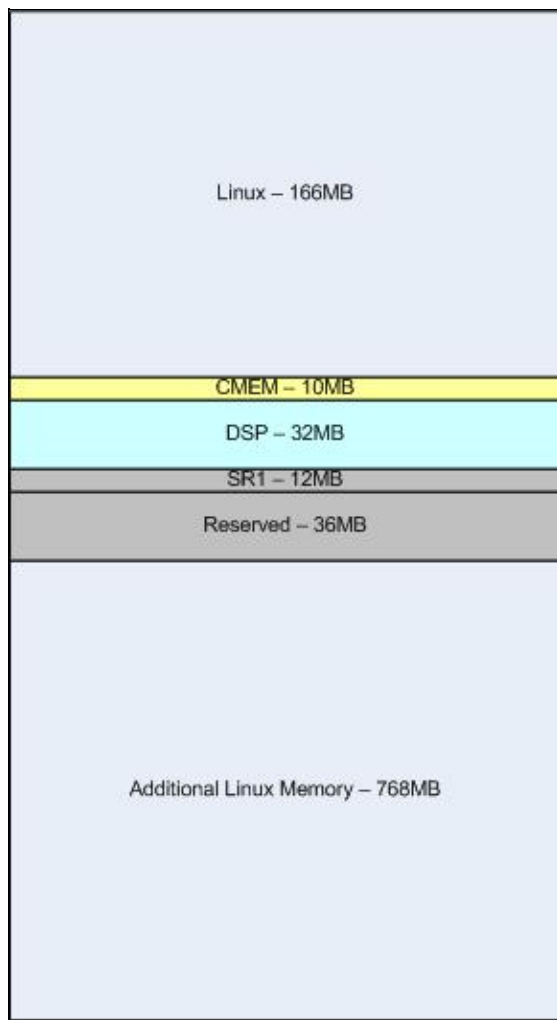 Linux – 166MB
CMEM – 10MB
DSP – 32MB
SR1 – 12MB
Reserved – 36MB
Additional Linux Memory – 768MB